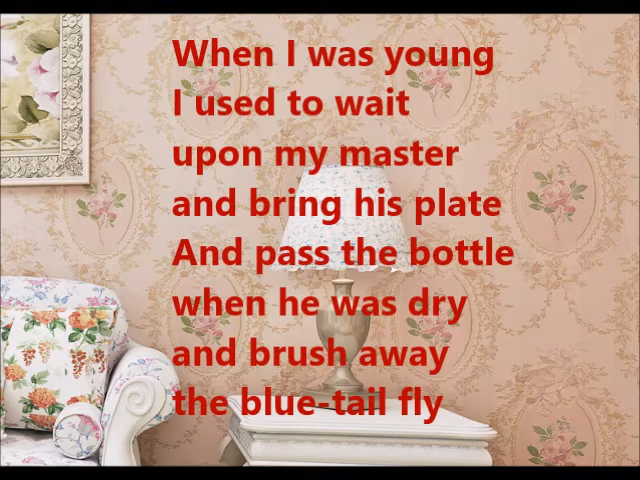 When I was young
I used to wait
upon my master
and bring his plate
And pass the bottle
when he was dry
and brush away
the blue-tail fly